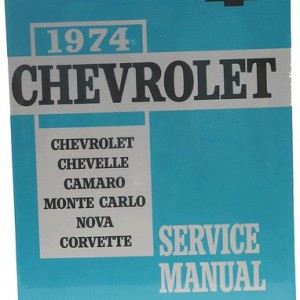 1974
CHEVROLET
CHEVROLET
CHEVELLE
CAMARO
MONTE CARLO
NOVA
CORVETTE
SERVICE
MANUAL